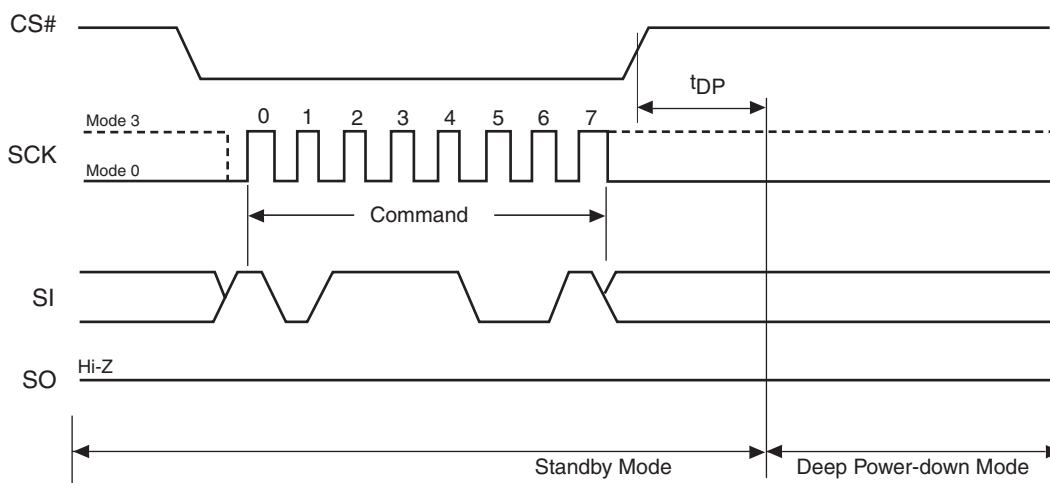 CS#
tDP
Mode 3
0 1 2 3 4 5 6 7
SCK
Mode 0
Command
SI
Hi-Z
SO
Standby Mode
Deep Power-down Mode